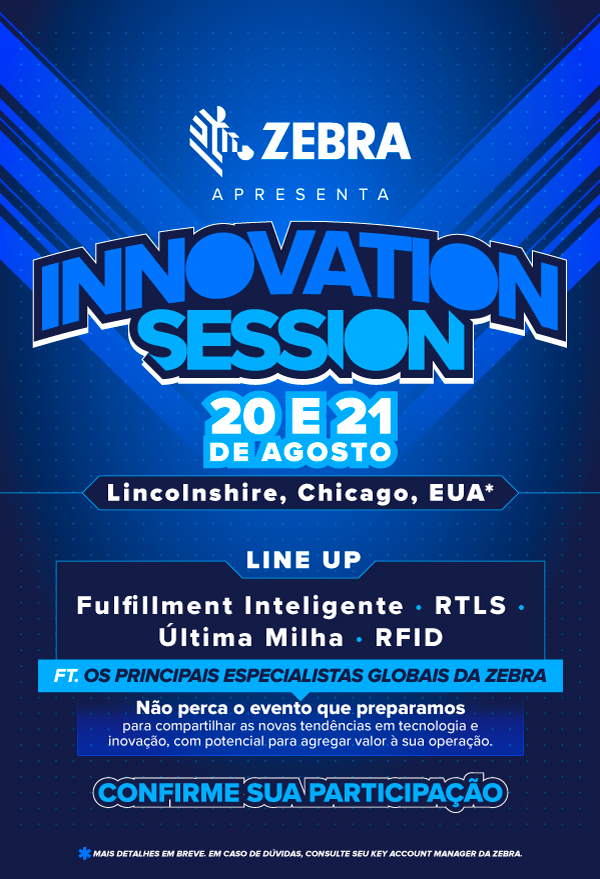 ZEBRA
APRESENTA
INNOVATION
SESSION
20 E 21
DE AGOSTO
Lincolnshire, Chicago, EUA*
LINE UP
Fulfillment Inteligente • RTLS •
Última Milha • RFID
FT. OS PRINCIPAIS ESPECIALISTAS GLOBAIS DA ZEBRA
Não perca o evento que preparamos
para compartilhar as novas tendências em tecnologia e
inovação, com potencial para agregar valor à sua operação.
CONFIRME SUA PARTICIPAÇÃO
* MAIS DETALHES EM BREVE. EM CASO DE DÚVIDAS, CONSULTE SEU KEY ACCOUNT MANAGER DA ZEBRA.